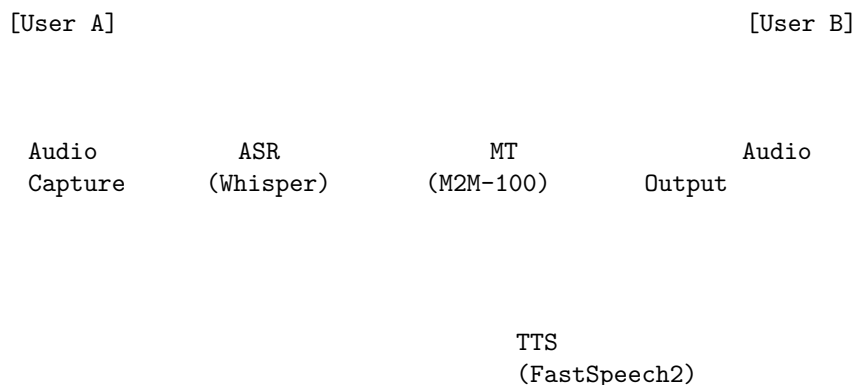 [User A] [User B]
Audio ASR MT Audio
Capture (Whisper) (M2M-100) Output
TTS
(FastSpeech2)